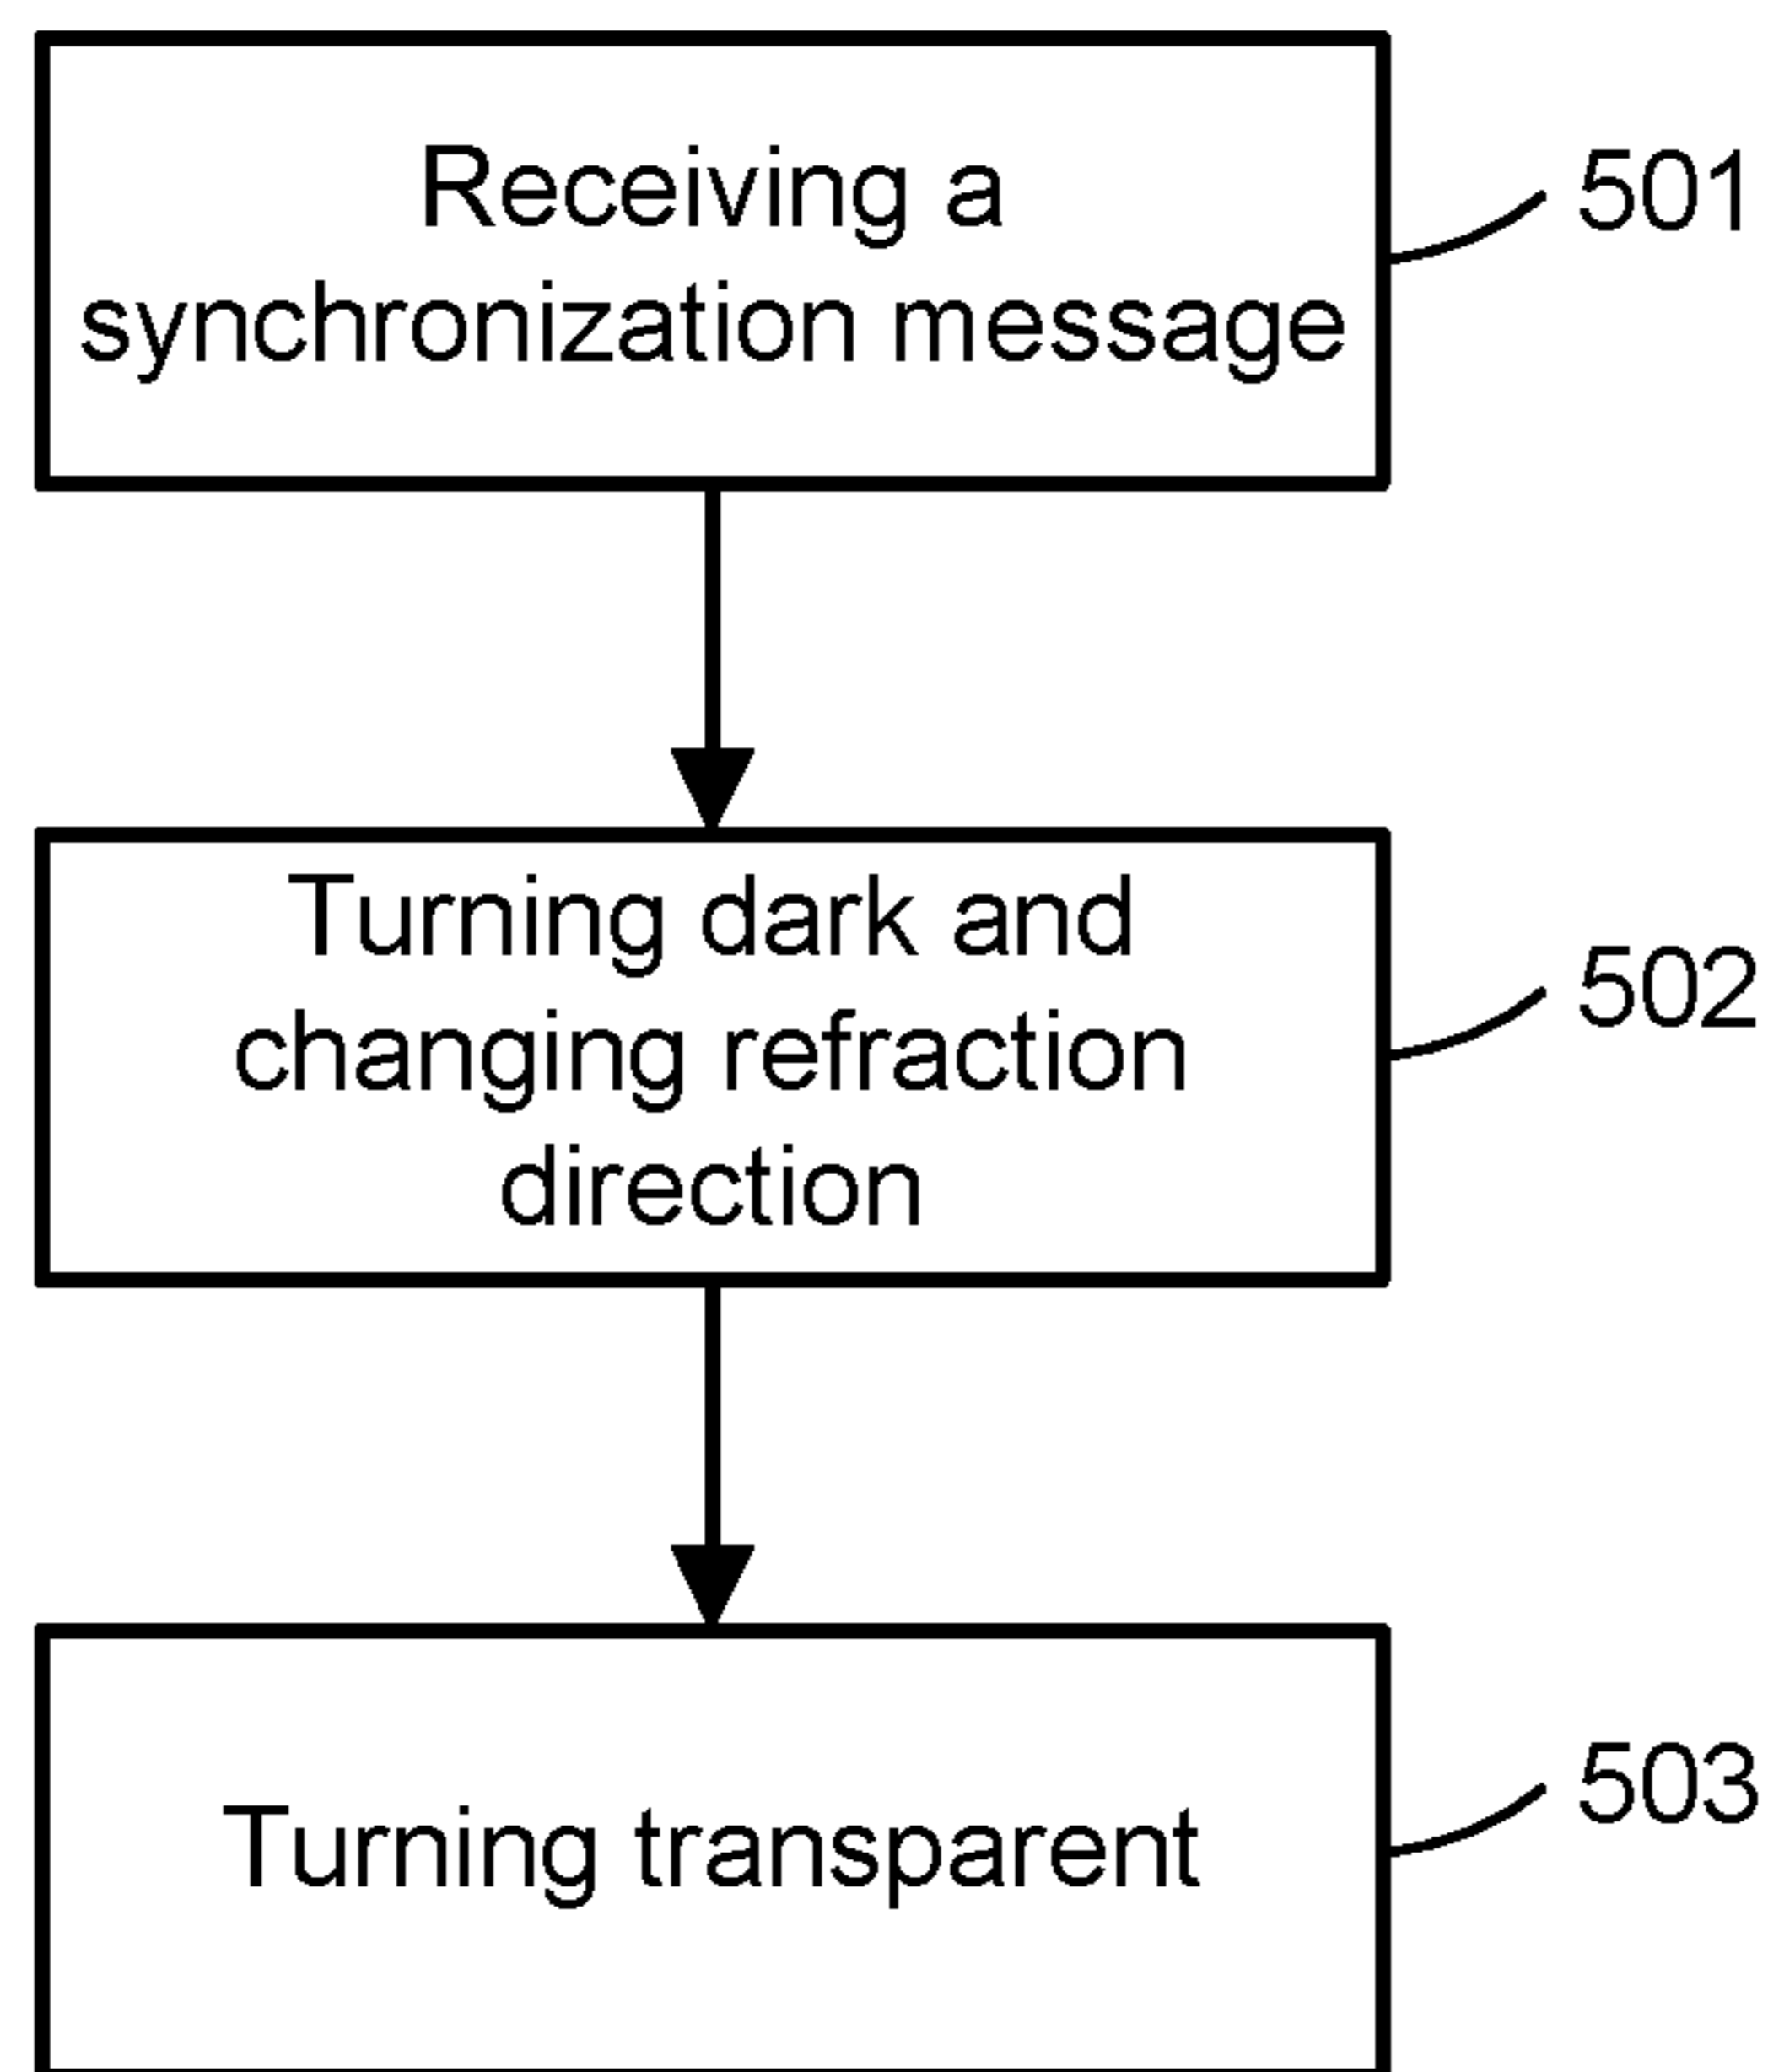 Receiving a
synchronization message
501
Turning dark and
changing refraction
direction
502
Turning transparent
503